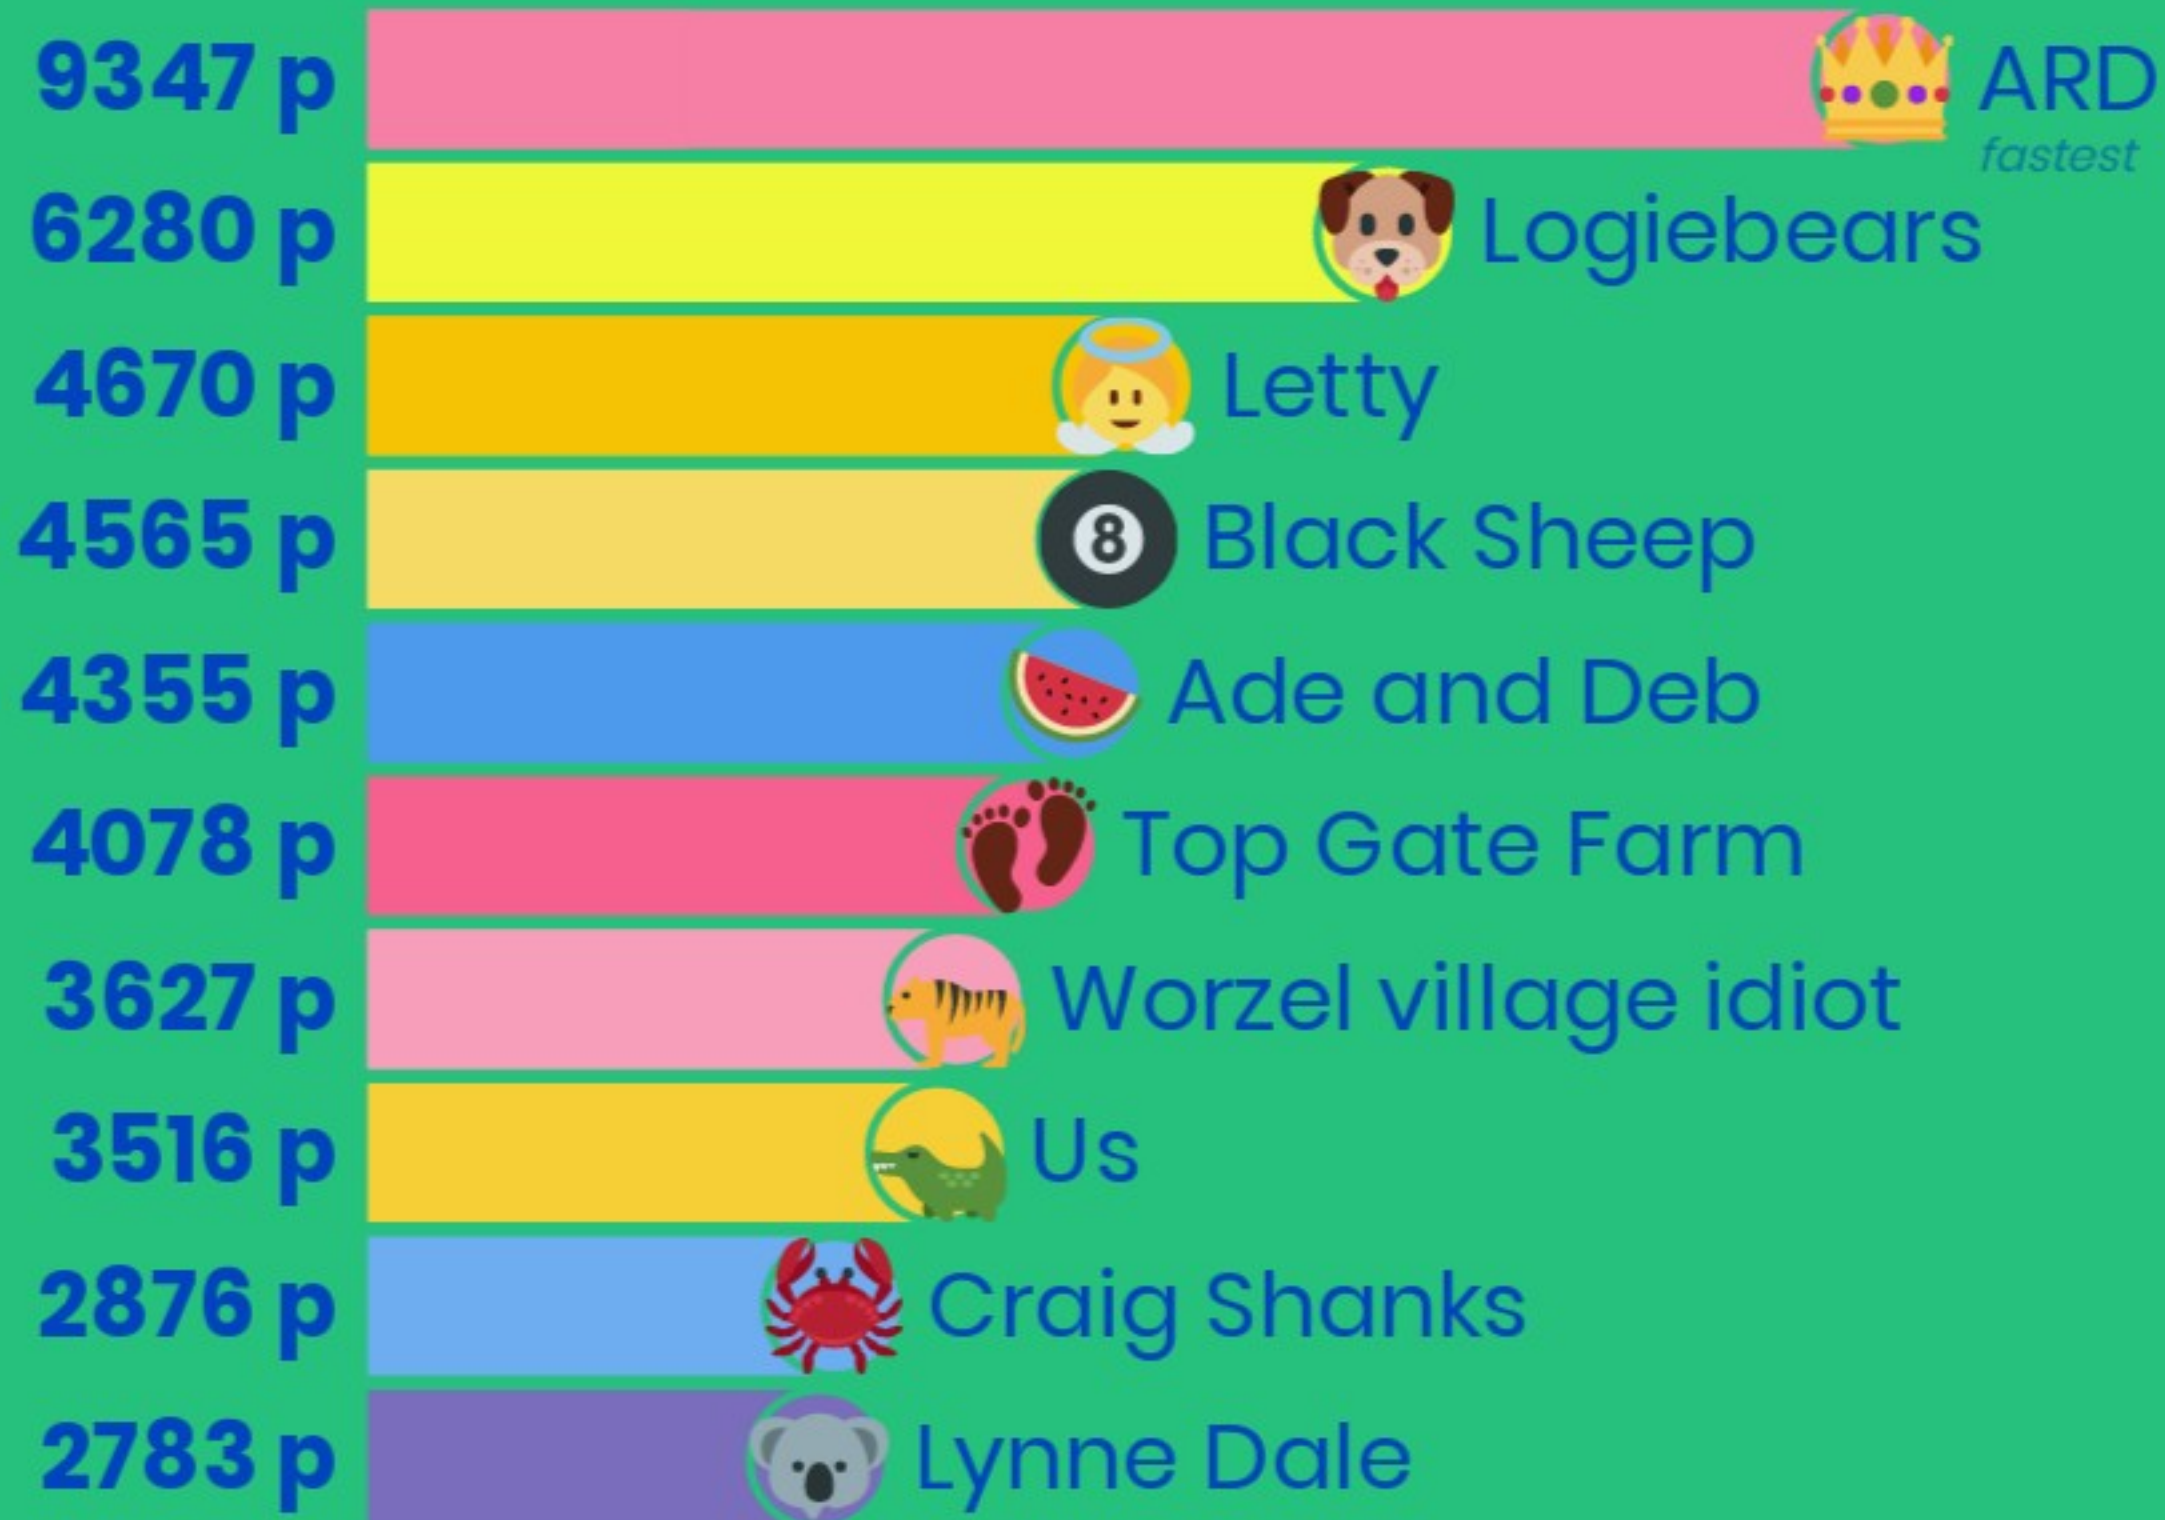 9347 p ARD
fastest
6280 p Logiebears
4670 p Letty
4565 p 8 Black Sheep
4355 p Ade and Deb
4078 p Top Gate Farm
3627 p Worzel village idiot
3516 p Us
2876 p Craig Shanks
2783 p Lynne Dale